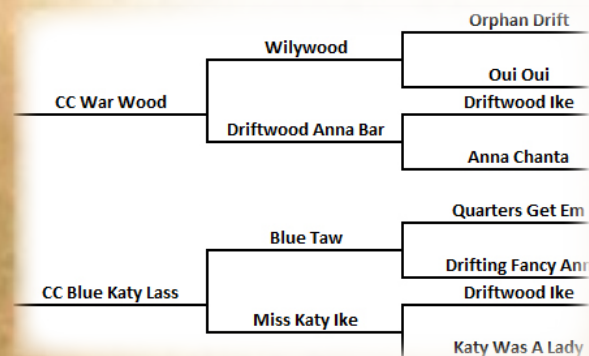 Orphan Drift
Wilywood
Oui Oui
CC War Wood
Driftwood Ike
Driftwood Anna Bar
Anna Chanta
Quarters Get Em
Blue Taw
Drifting Fancy
CC Blue Katy Lass
Driftwood Ike
Miss Katy Ike
Katy Was A Lady